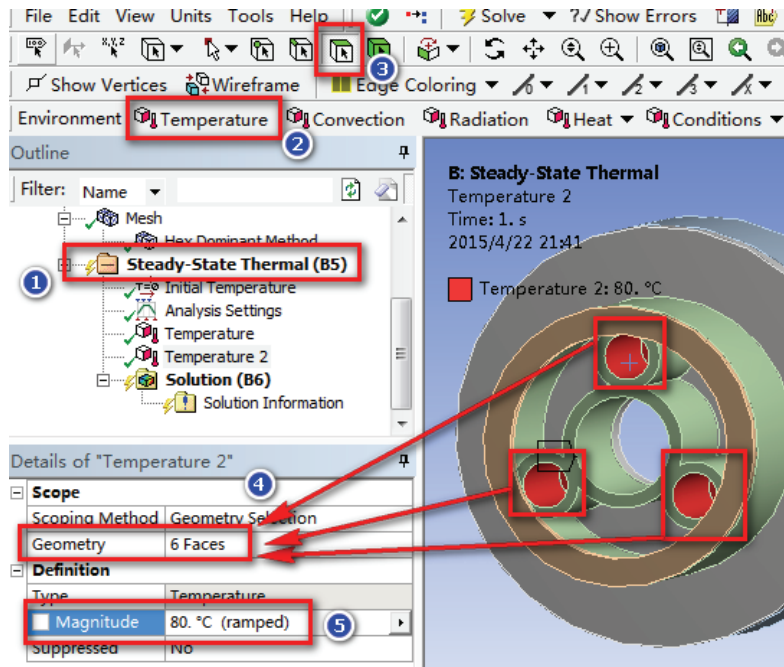 File Edit View Units Tools Help Solve ?/ Show Errors
3
Show Vertices Wireframe Edge Coloring
Environment Temperature Convection Radiation Heat Conditions
2
Outline
Filter: Name
Mesh
Hex Dominant Method
1
Steady-State Thermal (B5)
Initial Temperature
Analysis Settings
Temperature
Temperature 2
Solution (B6)
Solution Information
B: Steady-State Thermal
Temperature 2
Time: 1. s
2015/4/22 21:41
Temperature 2: 80. °C
Details of "Temperature 2"
4
Scope
Scoping Method Geometry Selection
Geometry 6 Faces
Definition
Type Temperature
Magnitude 80. °C (ramped)
5
Suppressed No